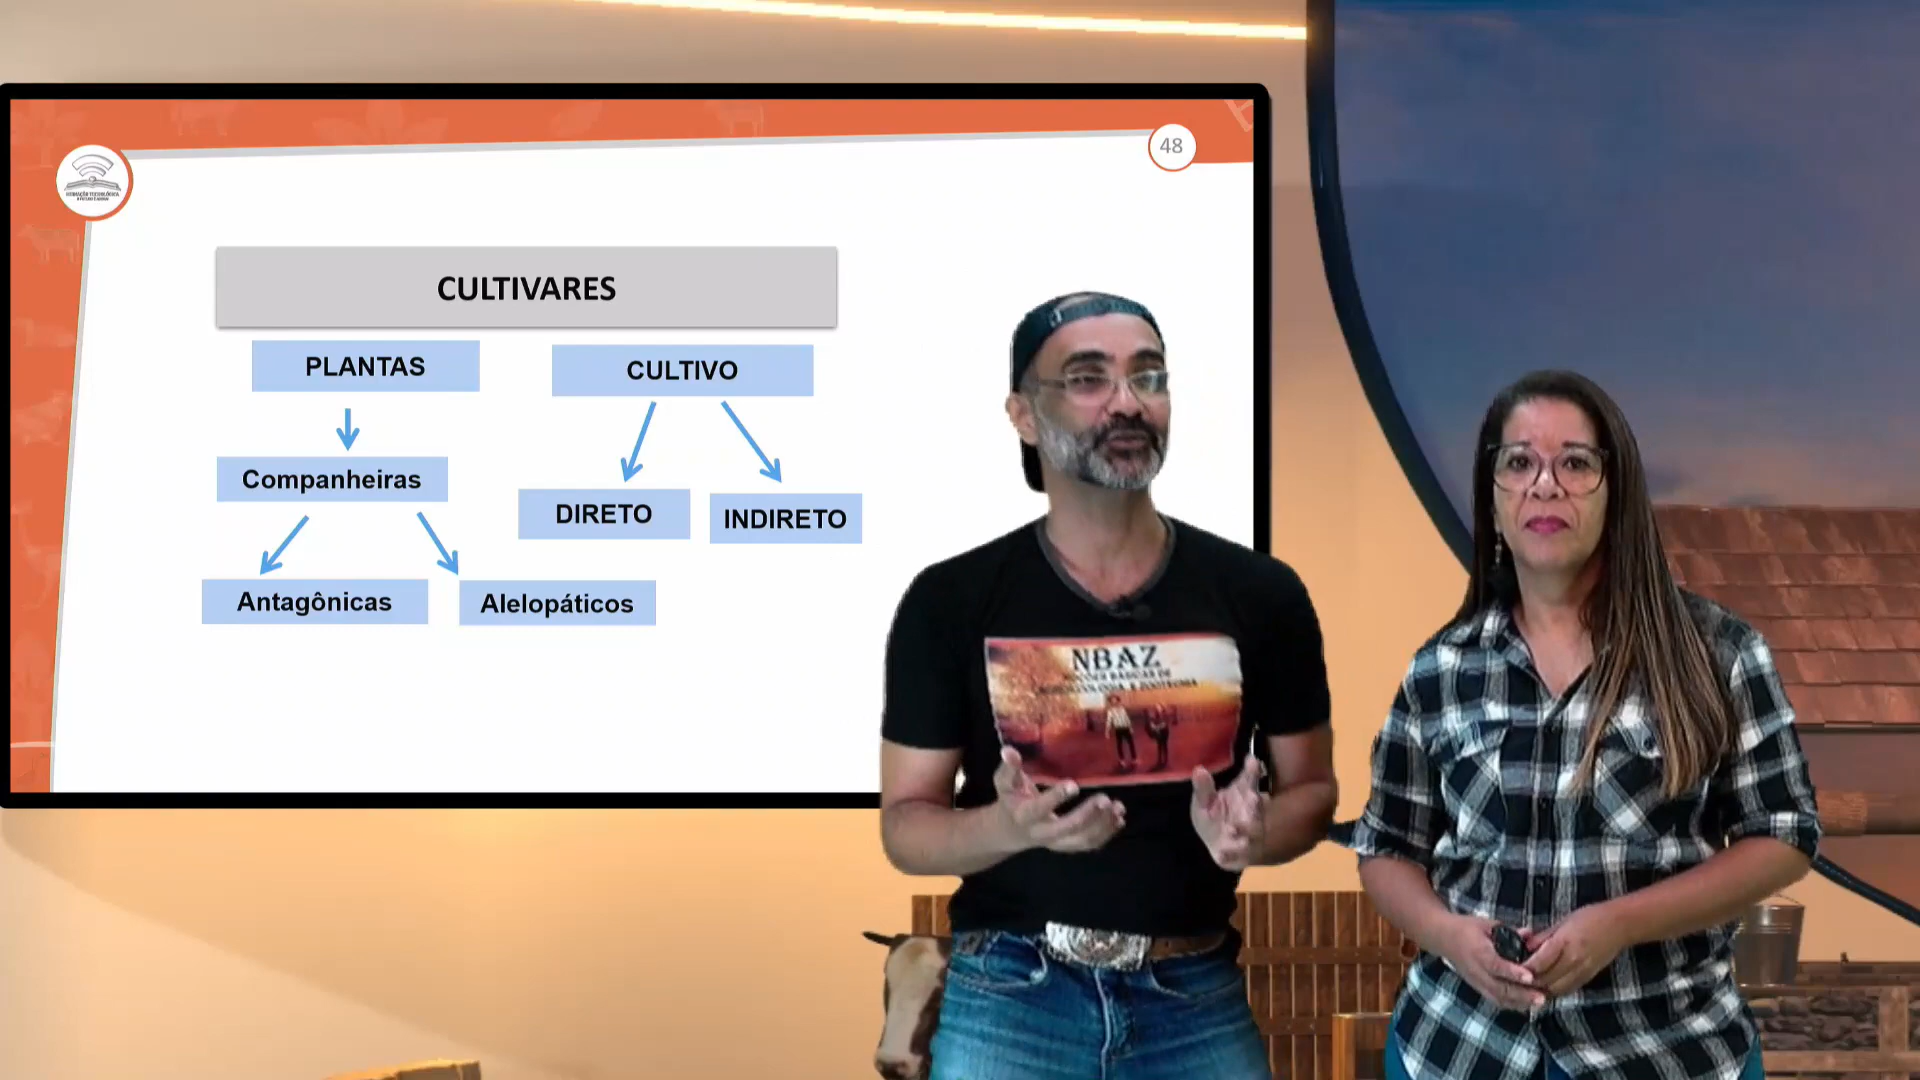 48
CULTIVARES
PLANTAS
CULTIVO
Companheiras
DIRETO
INDIRETO
Antagônicas
Alelopáticos
NBAZ